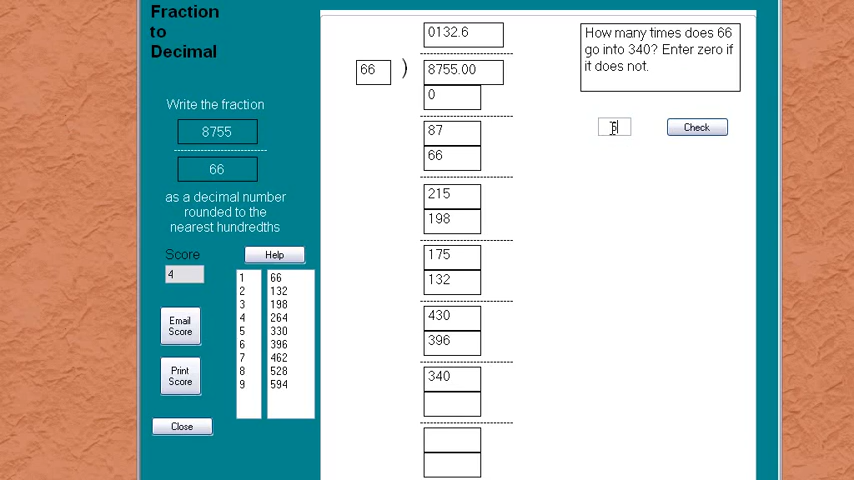 Fraction
to
Decimal
Write the fraction
8755
66
as a decimal number
rounded to the
nearest hundredths
Score
4
Help
Email
Score
Print
Score
Close
1 66
2 132
3 198
4 264
5 330
6 396
7 462
8 528
9 594
0132.6
66 ) 8755.00
0
87
66
215
198
175
132
430
396
340
How many times does 66
go into 340? Enter zero if
it does not.
Check